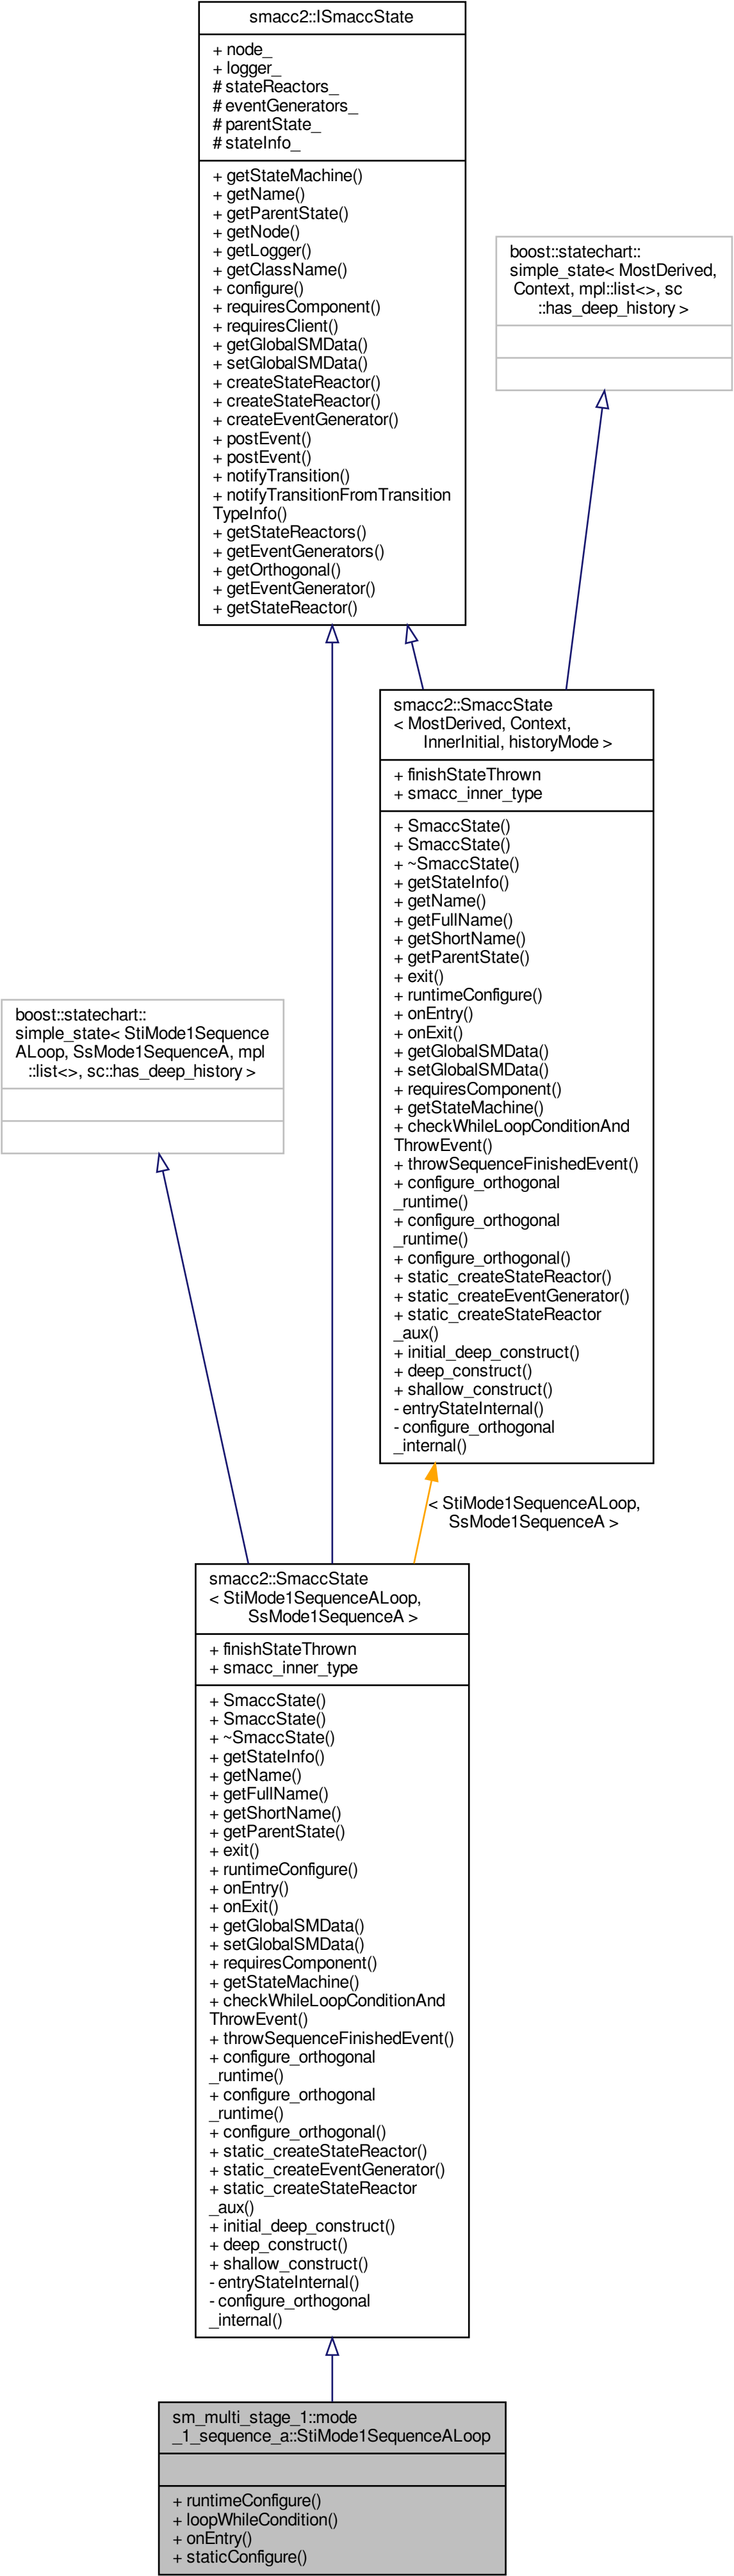 smacc2::ISmaccState
+ node_
+ logger_
# stateReactors_
# eventGenerators_
# parentState_
# stateInfo_
+ getStateMachine()
+ getName()
+ getParentState()
+ getNode()
+ getLogger()
+ getClassName()
+ configure()
+ requiresComponent()
+ requiresClient()
+ getGlobalSMData()
+ setGlobalSMData()
+ createStateReactor()
+ createStateReactor()
+ createEventGenerator()
+ postEvent()
+ postEvent()
+ notifyTransition()
+ notifyTransitionFromTransition
TypeInfo()
+ getStateReactors()
+ getEventGenerators()
+ getOrthogonal()
+ getEventGenerator()
+ getStateReactor()
boost::statechart::
simple_state< MostDerived,
Context, mpl::list<>, sc
::has_deep_history >
smacc2::SmaccState
< MostDerived, Context,
InnerInitial, historyMode >
+ finishStateThrown
+ smacc_inner_type
+ SmaccState()
+ SmaccState()
+ ~SmaccState()
+ getStateInfo()
+ getName()
+ getFullName()
+ getShortName()
+ getParentState()
+ exit()
+ runtimeConfigure()
+ onEntry()
+ onExit()
+ getGlobalSMData()
+ setGlobalSMData()
+ requiresComponent()
+ getStateMachine()
+ checkWhileLoopConditionAnd
ThrowEvent()
+ throwSequenceFinishedEvent()
+ configure_orthogonal
_runtime()
+ configure_orthogonal
_runtime()
+ configure_orthogonal()
+ static_createStateReactor()
+ static_createEventGenerator()
+ static_createStateReactor
_aux()
+ initial_deep_construct()
+ deep_construct()
+ shallow_construct()
- entryStateInternal()
- configure_orthogonal
_internal()
boost::statechart::
simple_state< StiMode1Sequence
ALoop, SsMode1SequenceA, mpl
::list<>, sc::has_deep_history >
< StiMode1SequenceALoop,
SsMode1SequenceA >
smacc2::SmaccState
< StiMode1SequenceALoop,
SsMode1SequenceA >
+ finishStateThrown
+ smacc_inner_type
+ SmaccState()
+ SmaccState()
+ ~SmaccState()
+ getStateInfo()
+ getName()
+ getFullName()
+ getShortName()
+ getParentState()
+ exit()
+ runtimeConfigure()
+ onEntry()
+ onExit()
+ getGlobalSMData()
+ setGlobalSMData()
+ requiresComponent()
+ getStateMachine()
+ checkWhileLoopConditionAnd
ThrowEvent()
+ throwSequenceFinishedEvent()
+ configure_orthogonal
_runtime()
+ configure_orthogonal
_runtime()
+ configure_orthogonal()
+ static_createStateReactor()
+ static_createEventGenerator()
+ static_createStateReactor
_aux()
+ initial_deep_construct()
+ deep_construct()
+ shallow_construct()
- entryStateInternal()
- configure_orthogonal
_internal()
sm_multi_stage_1::mode
_1_sequence_a::StiMode1SequenceALoop
+ runtimeConfigure()
+ loopWhileCondition()
+ onEntry()
+ staticConfigure()